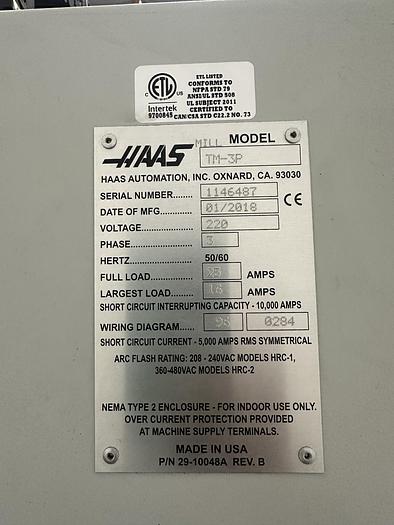 ETL LISTED
CONFORMS TO
NFPA STD 79
ANSI/UL STD 508
UL SUBJECT 2011
CERTIFIED TO
CAN/CSA STD C22.2 NO. 73
C ETL US
Intertek
9700845
HAAS MILL MODEL
TM-3P
HAAS AUTOMATION, INC. OXNARD, CA. 93030
SERIAL NUMBER........ 1146487
DATE OF MFG............ 01/2018 CE
VOLTAGE.................... 220
PHASE......................... 3
HERTZ 50/60
FULL LOAD................. 25 AMPS
LARGEST LOAD......... 18 AMPS
SHORT CIRCUIT INTERRUPTING CAPACITY - 10,000 AMPS
WIRING DIAGRAM...... 96 0284
SHORT CIRCUIT CURRENT - 5,000 AMPS RMS SYMMETRICAL
ARC FLASH RATING: 208 - 240VAC MODELS HRC-1,
360-480VAC MODELS HRC-2
NEMA TYPE 2 ENCLOSURE - FOR INDOOR USE ONLY.
OVER CURRENT PROTECTION PROVIDED
AT MACHINE SUPPLY TERMINALS.
MADE IN USA
P/N 29-10048A REV. B